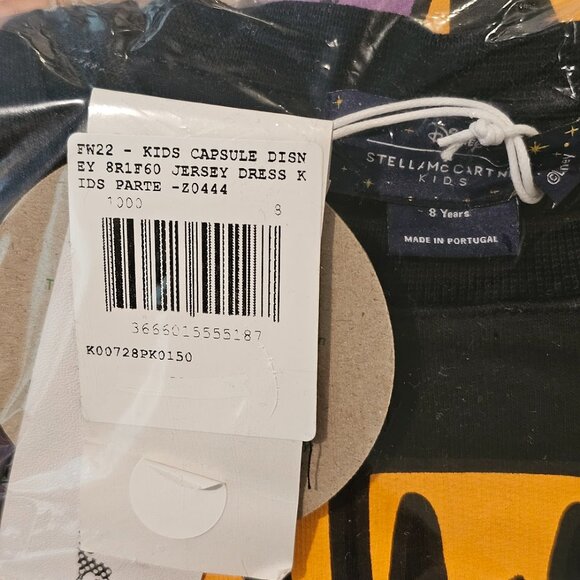 FW22 - KIDS CAPSULE DISN
EY 8R1F60 JERSEY DRESS K
IDS PARTE -Z0444
1000 8
3666015555187
K00728PK0150
Disney
KIDS
8 Years
MADE IN PORTUGAL